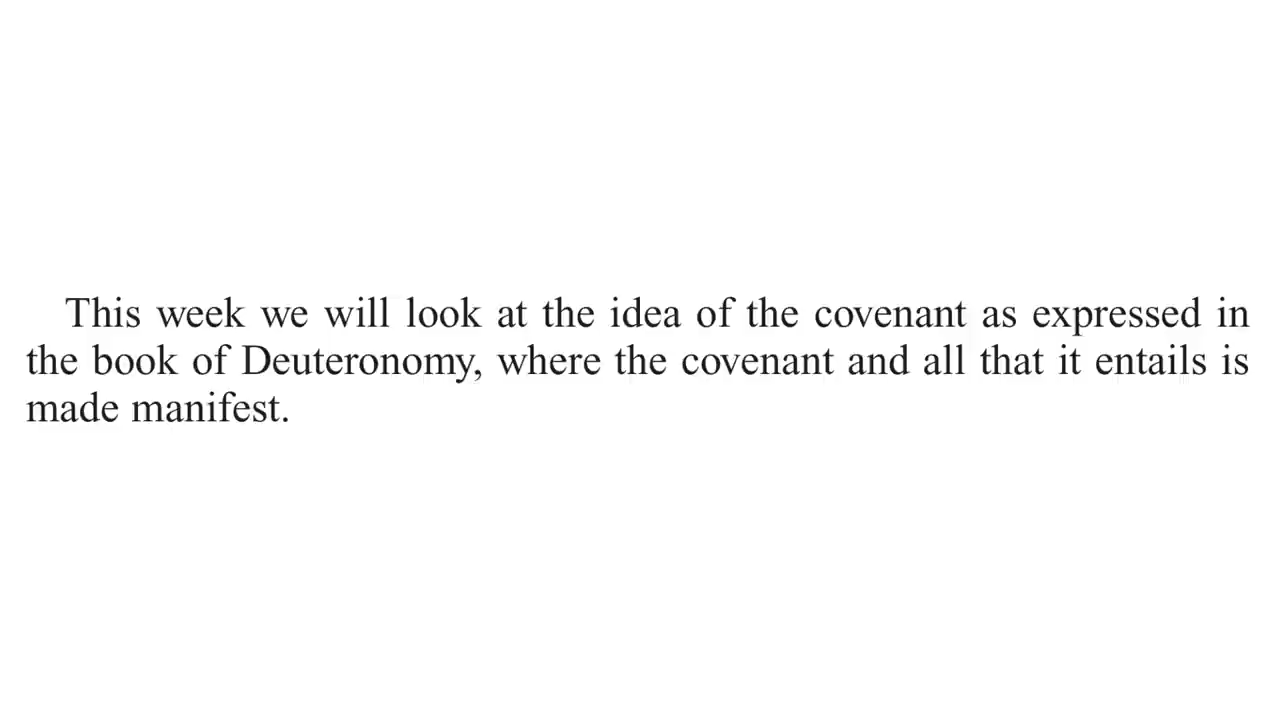 This week we will look at the idea of the covenant as expressed in
the book of Deuteronomy, where the covenant and all that it entails is
made manifest.